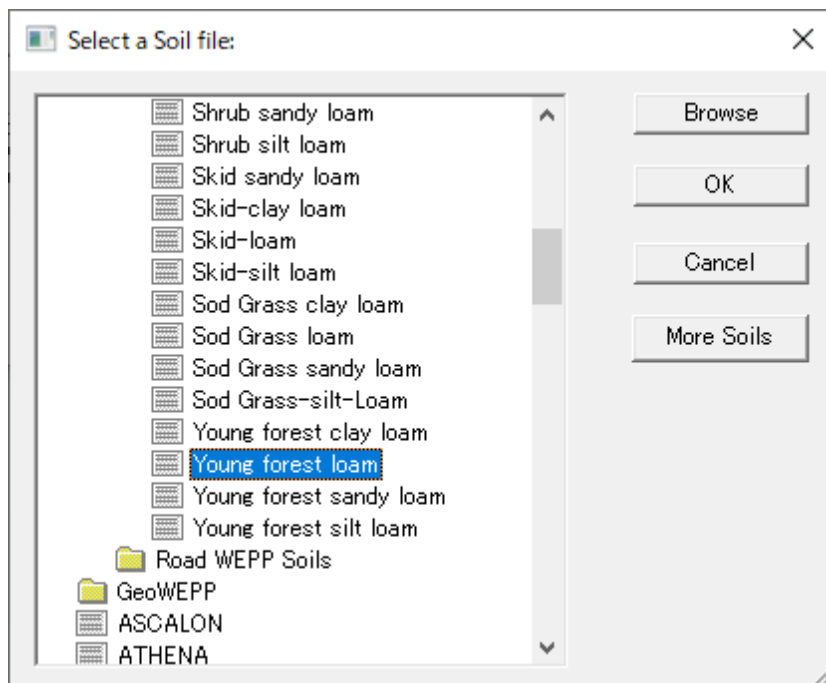 Select a Soil file:
Shrub sandy loam
Shrub silt loam
Skid sandy loam
Skid-clay loam
Skid-loam
Skid-silt loam
Sod Grass clay loam
Sod Grass loam
Sod Grass sandy loam
Sod Grass-silt-Loam
Young forest clay loam
Young forest loam
Young forest sandy loam
Young forest silt loam
Road WEPP Soils
GeoWEPP
ASCALON
ATHENA
Browse
OK
Cancel
More Soils